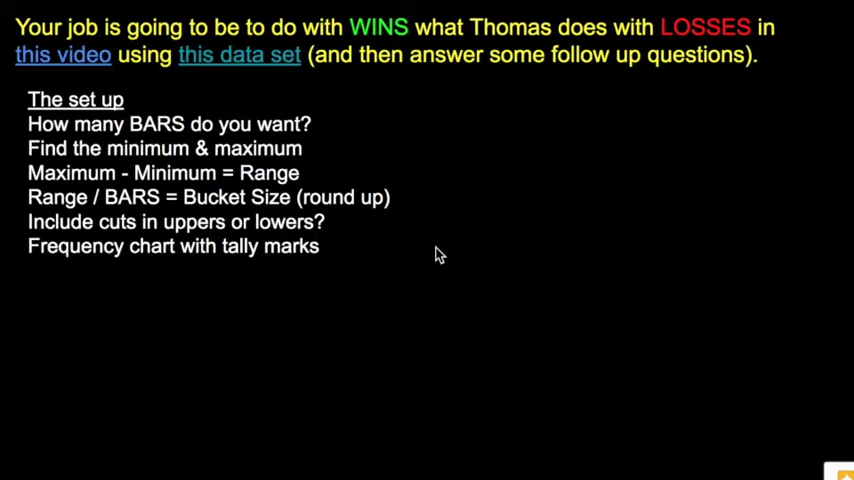 Your job is going to be to do with WINS what Thomas does with LOSSES in
this video using this data set (and then answer some follow up questions).
The set up
How many BARS do you want?
Find the minimum & maximum
Maximum - Minimum = Range
Range / BARS = Bucket Size (round up)
Include cuts in uppers or lowers?
Frequency chart with tally marks